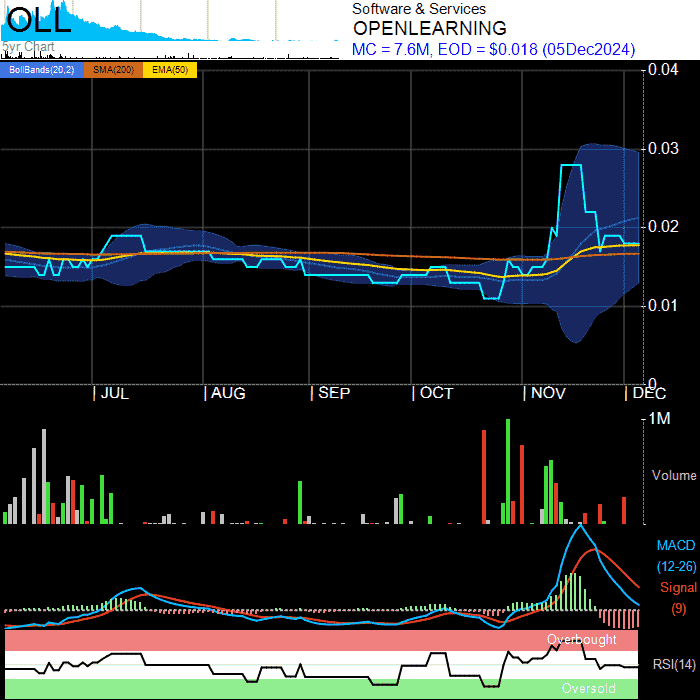 OLL
5yr Chart
Software & Services
OPENLEARNING
MC = 7.6M, EOD = $0.018 (05Dec2024)
BollBands(20,2) SMA(200) EMA(50)
0.04
0.03
0.02
0.01
0
JUL AUG SEP OCT NOV DEC
1M
Volume
MACD
(12-26)
Signal
(9)
Overbought
RSI(14)
Oversold